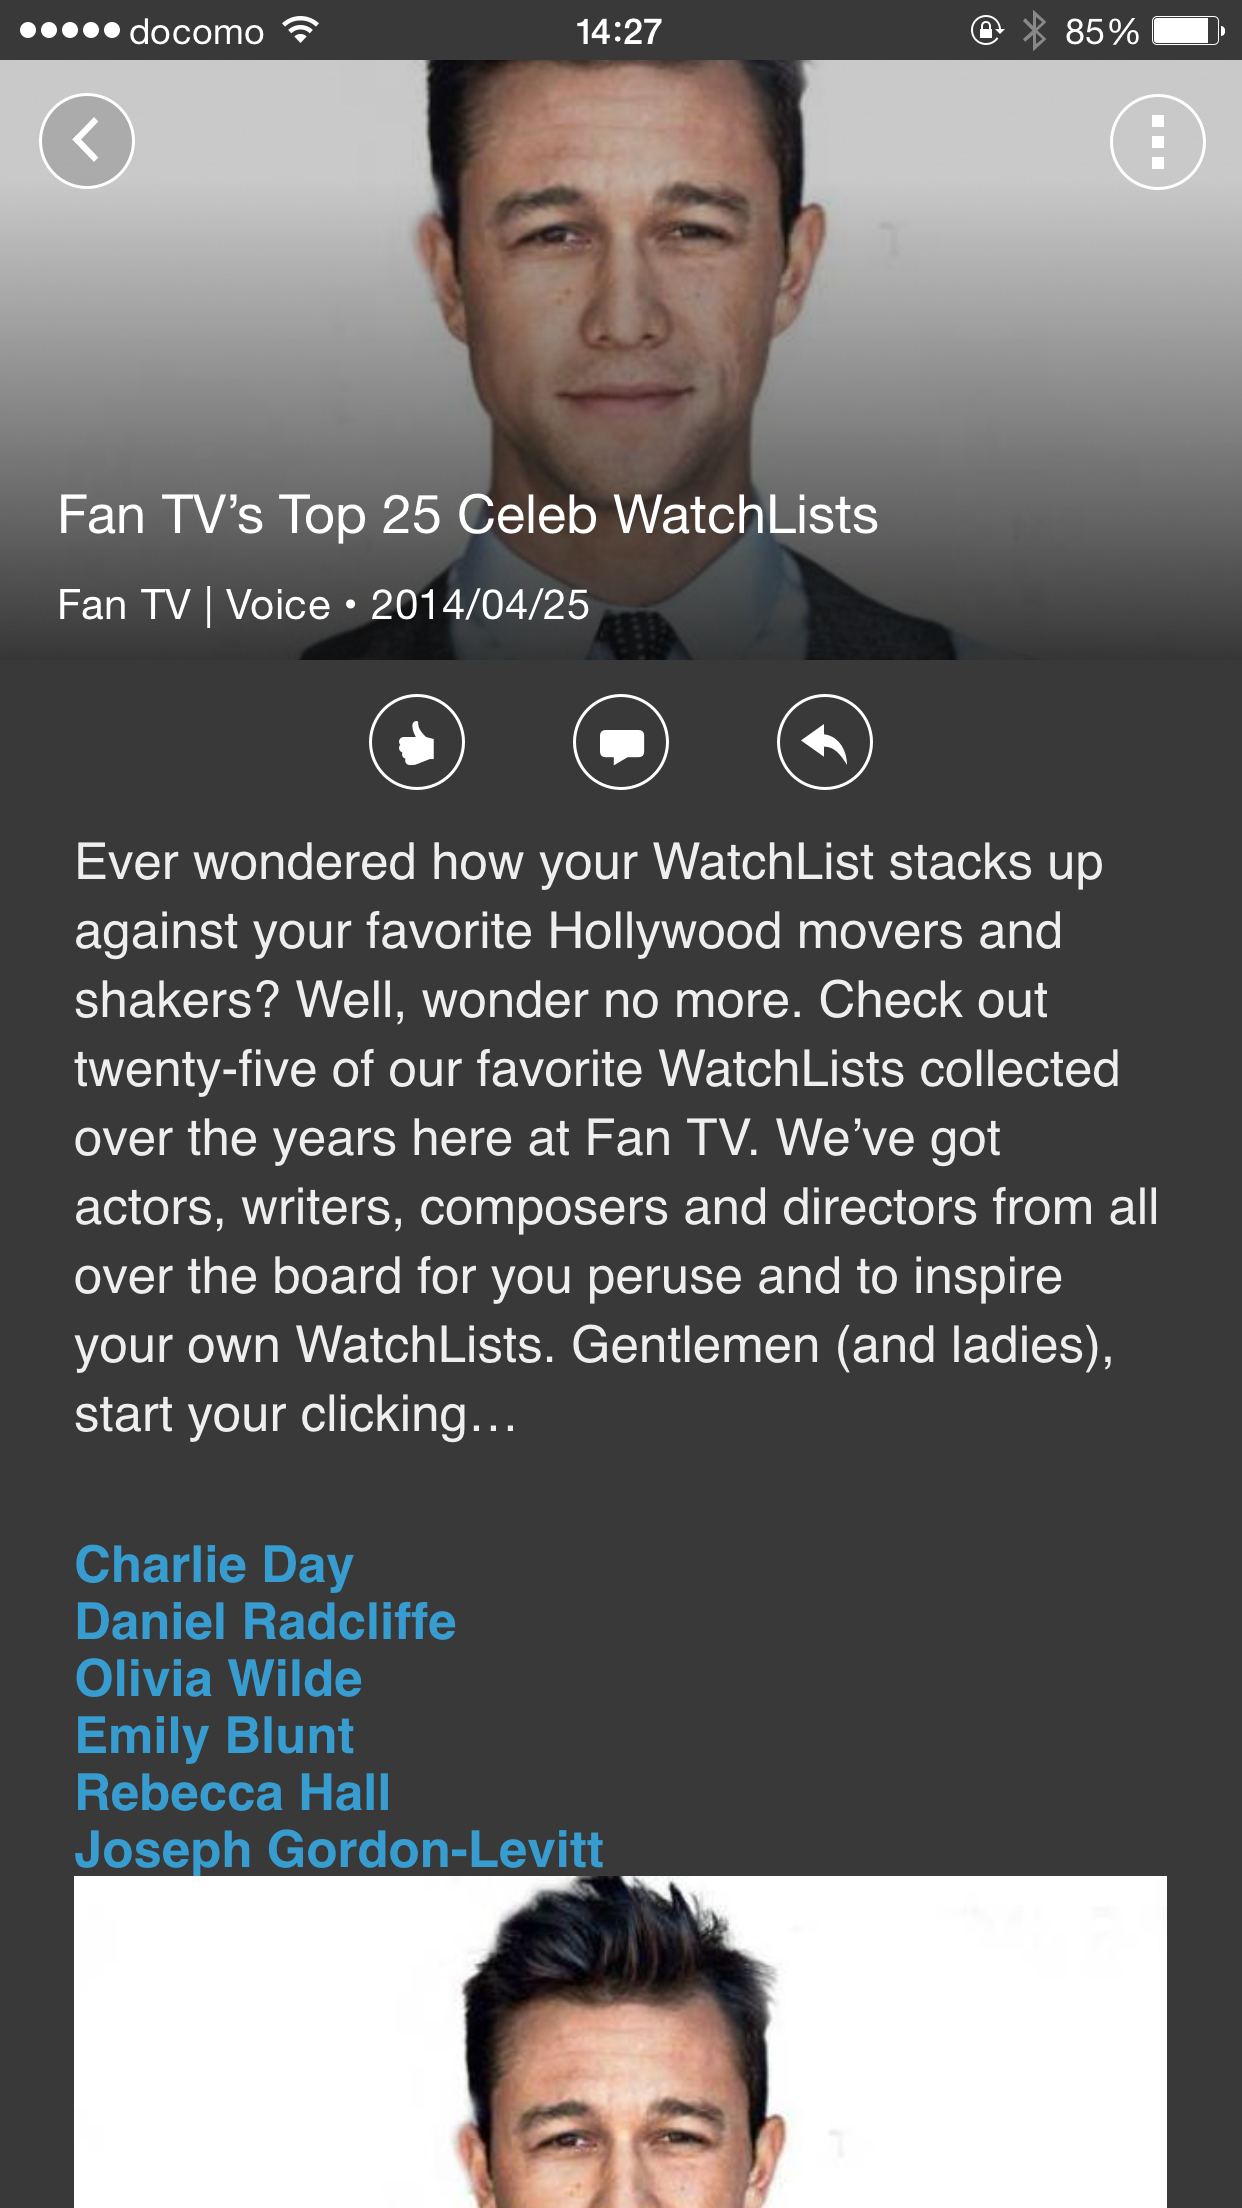 docomo 14:27 85%
Fan TV’s Top 25 Celeb WatchLists
Fan TV | Voice • 2014/04/25
Ever wondered how your WatchList stacks up
against your favorite Hollywood movers and
shakers? Well, wonder no more. Check out
twenty-five of our favorite WatchLists collected
over the years here at Fan TV. We’ve got
actors, writers, composers and directors from all
over the board for you peruse and to inspire
your own WatchLists. Gentlemen (and ladies),
start your clicking…
Charlie Day
Daniel Radcliffe
Olivia Wilde
Emily Blunt
Rebecca Hall
Joseph Gordon-Levitt